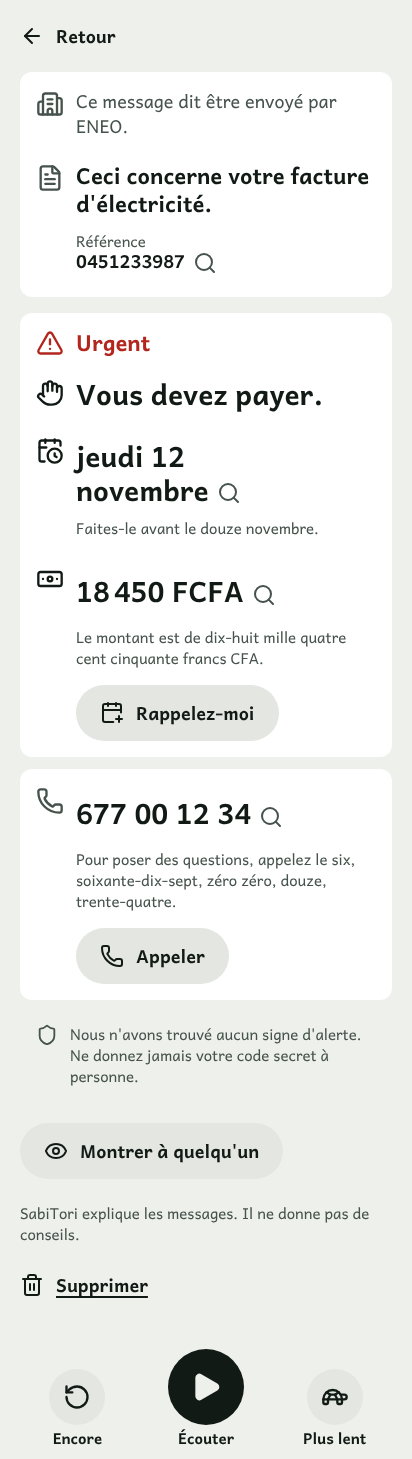 Retour
Ce message dit être envoyé par
ENEO.
Ceci concerne votre facture
d'électricité.
Référence
0451233987
Urgent
Vous devez payer.
jeudi 12
novembre
Faites-le avant le douze novembre.
18 450 FCFA
Le montant est de dix-huit mille quatre
cent cinquante francs CFA.
Rappelez-moi
677 00 12 34
Pour poser des questions, appelez le six,
soixante-dix-sept, zéro zéro, douze,
trente-quatre.
Appeler
Nous n'avons trouvé aucun signe d'alerte.
Ne donnez jamais votre code secret à
personne.
Montrer à quelqu'un
SabiTori explique les messages. Il ne donne pas de
conseils.
Supprimer
Encore
Écouter
Plus lent